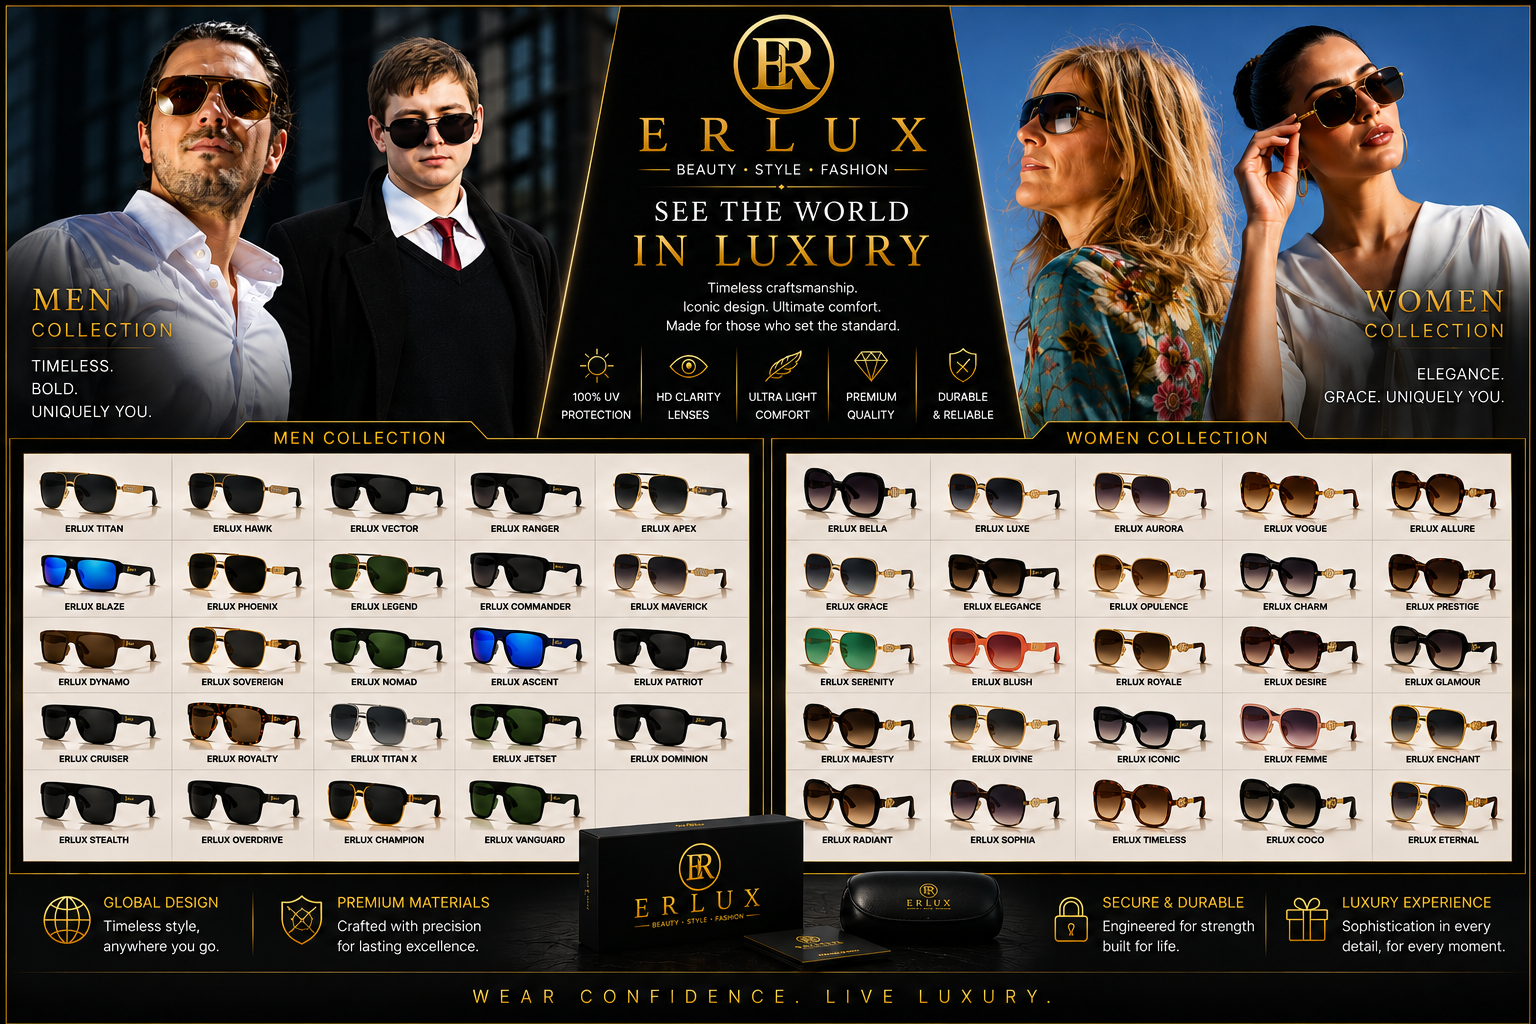 ER
ERLUX
BEAUTY • STYLE • FASHION
SEE THE WORLD
IN LUXURY
Timeless craftsmanship.
Iconic design. Ultimate comfort.
Made for those who set the standard.
100% UV
PROTECTION
HD CLARITY
LENSES
ULTRA LIGHT
COMFORT
PREMIUM
QUALITY
DURABLE
& RELIABLE
MEN
COLLECTION
TIMELESS.
BOLD.
UNIQUELY YOU.
WOMEN
COLLECTION
ELEGANCE.
GRACE. UNIQUELY YOU.
MEN COLLECTION
ERLUX TITAN
ERLUX HAWK
ERLUX VECTOR
ERLUX RANGER
ERLUX APEX
ERLUX BLAZE
ERLUX PHOENIX
ERLUX LEGEND
ERLUX COMMANDER
ERLUX MAVERICK
ERLUX DYNAMO
ERLUX SOVEREIGN
ERLUX NOMAD
ERLUX ASCENT
ERLUX PATRIOT
ERLUX CRUISER
ERLUX ROYALTY
ERLUX TITAN X
ERLUX JETSET
ERLUX DOMINION
ERLUX STEALTH
ERLUX OVERDRIVE
ERLUX CHAMPION
ERLUX VANGUARD
WOMEN COLLECTION
ERLUX BELLA
ERLUX LUXE
ERLUX AURORA
ERLUX VOGUE
ERLUX ALLURE
ERLUX GRACE
ERLUX ELEGANCE
ERLUX OPULENCE
ERLUX CHARM
ERLUX PRESTIGE
ERLUX SERENITY
ERLUX BLUSH
ERLUX ROYALE
ERLUX DESIRE
ERLUX GLAMOUR
ERLUX MAJESTY
ERLUX DIVINE
ERLUX ICONIC
ERLUX FEMME
ERLUX ENCHANT
ERLUX RADIANT
ERLUX SOPHIA
ERLUX TIMELESS
ERLUX COCO
ERLUX ETERNAL
ER
ERLUX
BEAUTY • STYLE • FASHION
ER
ERLUX
GLOBAL DESIGN
Timeless style,
anywhere you go.
PREMIUM MATERIALS
Crafted with precision
for lasting excellence.
SECURE & DURABLE
Engineered for strength
built for life.
LUXURY EXPERIENCE
Sophistication in every
detail, for every moment.
WEAR CONFIDENCE. LIVE LUXURY.